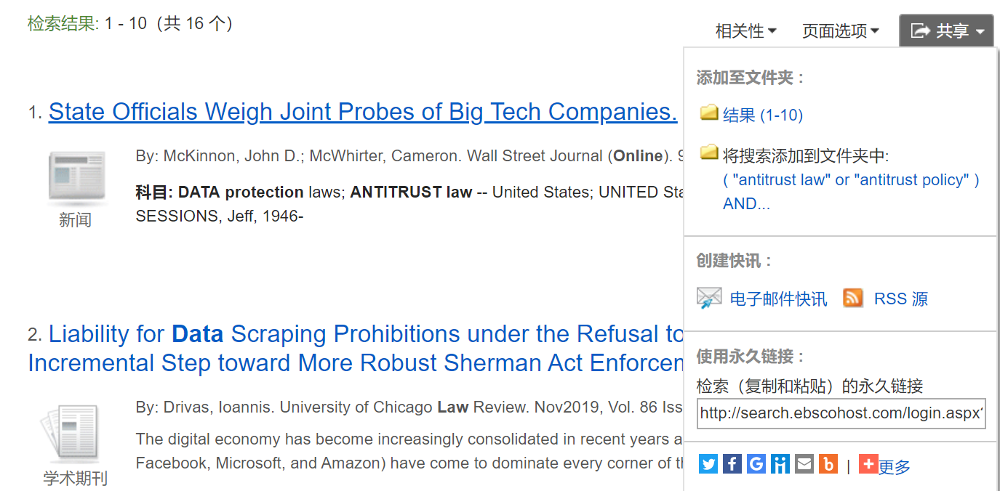 检索结果: 1 - 10（共 16 个）
相关性 页面选项 共享
1. State Officials Weigh Joint Probes of Big Tech Companies.
By: McKinnon, John D.; McWhirter, Cameron. Wall Street Journal (Online).
科目: DATA protection laws; ANTITRUST law -- United States; UNITED
SESSIONS, Jeff, 1946-
新闻
2. Liability for Data Scraping Prohibitions under the Refusal to
Incremental Step toward More Robust Sherman Act
By: Drivas, Ioannis. University of Chicago Law Review. Nov2019, Vol. 86
The digital economy has become increasingly consolidated in recent years
Facebook, Microsoft, and Amazon) have come to dominate every corner of
学术期刊
添加至文件夹：
结果 (1-10)
将搜索添加到文件夹中:
( "antitrust law" or "antitrust policy" )
AND...
创建快讯：
电子邮件快讯 RSS 源
使用永久链接：
检索（复制和粘贴）的永久链接
http://search.ebscohost.com/login.aspx
| 更多